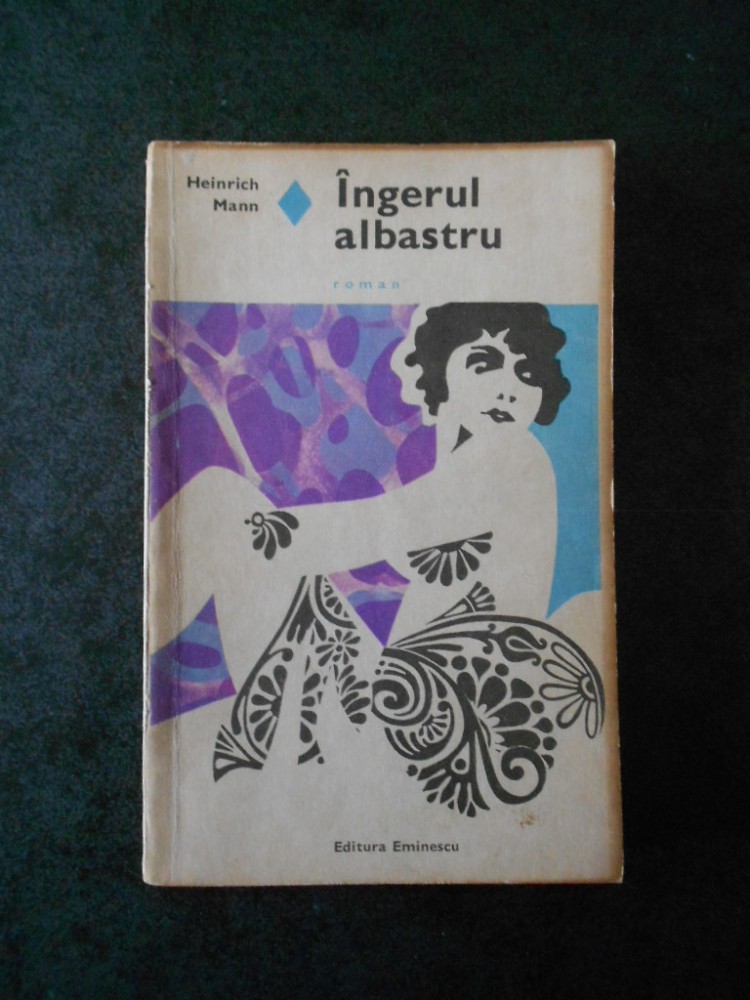 Heinrich
Mann
Îngerul
albastru
roman
Editura Eminescu